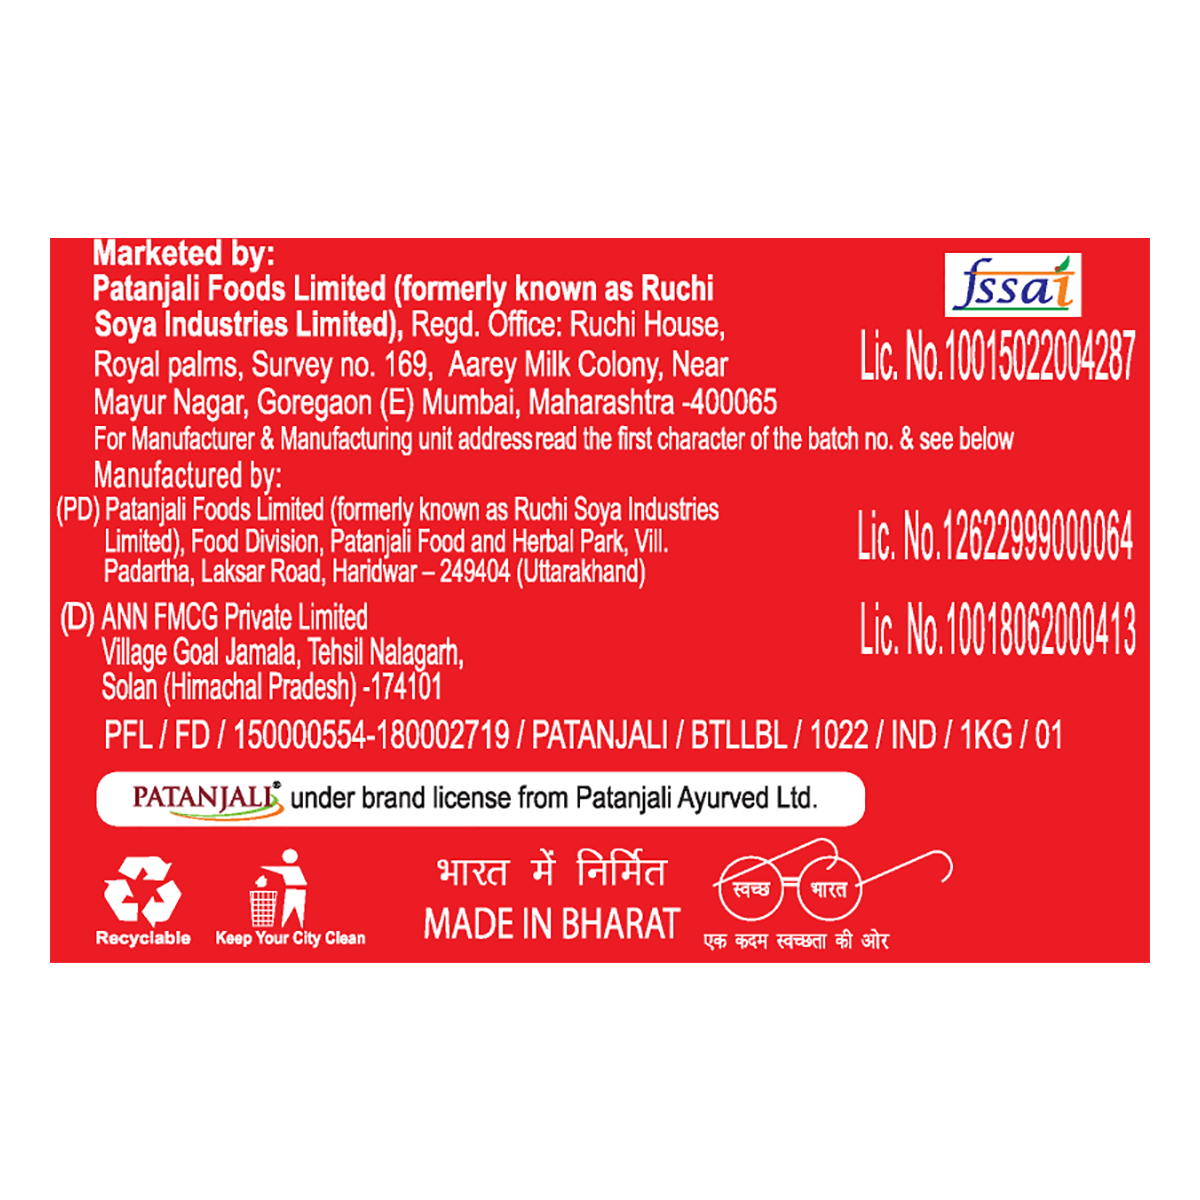 Marketed by:
Patanjali Foods Limited (formerly known as Ruchi
Soya Industries Limited), Regd. Office: Ruchi House,
Royal palms, Survey no. 169, Aarey Milk Colony, Near
Mayur Nagar, Goregaon (E) Mumbai, Maharashtra -400065
fssai
Lic. No.10015022004287
For Manufacturer & Manufacturing unit address read the first character of the batch no. & see below
Manufactured by:
(PD) Patanjali Foods Limited (formerly known as Ruchi Soya Industries
Limited), Food Division, Patanjali Food and Herbal Park, Vill.
Padartha, Laksar Road, Haridwar – 249404 (Uttarakhand)
Lic. No.12622999000064
(D) ANN FMCG Private Limited
Village Goal Jamala, Tehsil Nalagarh,
Solan (Himachal Pradesh) -174101
Lic. No.10018062000413
PFL / FD / 150000554-180002719 / PATANJALI / BTLLBL / 1022 / IND / 1KG / 01
PATANJALI® under brand license from Patanjali Ayurved Ltd.
Recyclable
Keep Your City Clean
भारत में निर्मित
MADE IN BHARAT
स्वच्छ भारत
एक कदम स्वच्छता की ओर